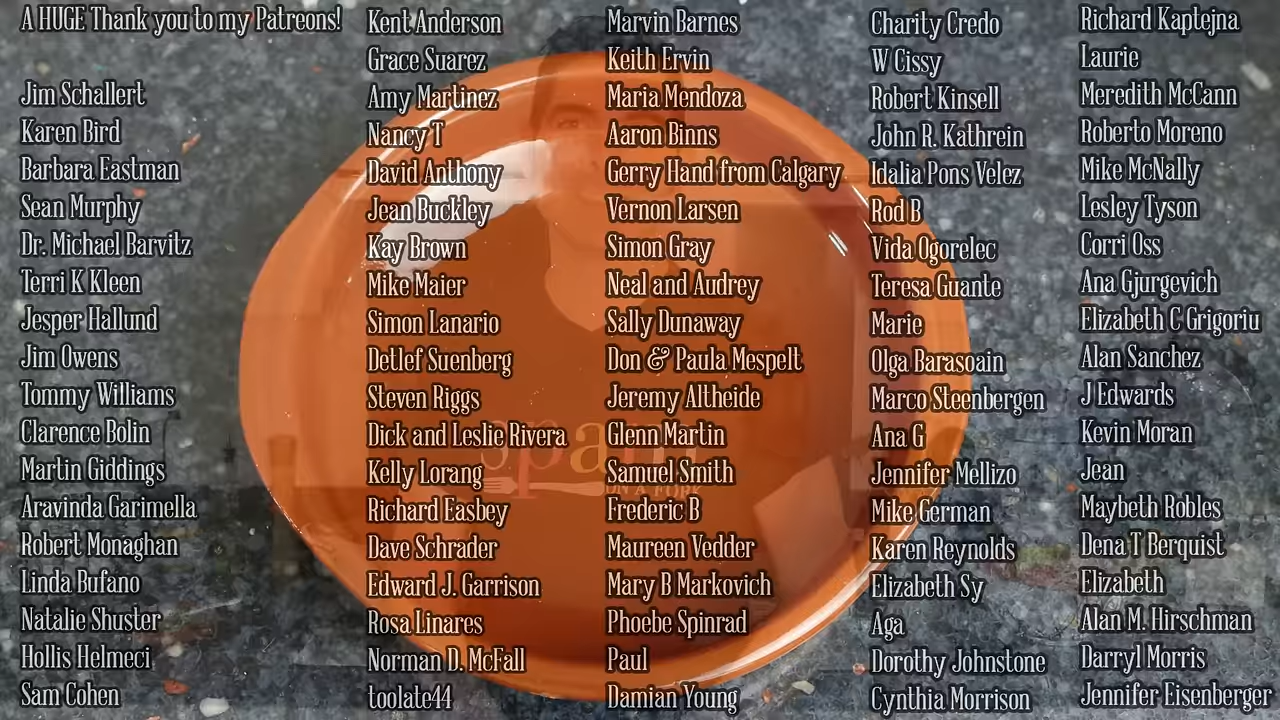 A HUGE Thank you to my Patreons!
Jim Schallert
Karen Bird
Barbara Eastman
Sean Murphy
Dr. Michael Barvitz
Terri K Kleen
Jesper Hallund
Jim Owens
Tommy Williams
Clarence Bolin
Martin Giddings
Aravinda Garimella
Robert Monaghan
Linda Bufano
Natalie Shuster
Hollis Helmeci
Sam Cohen
Kent Anderson
Grace Suarez
Amy Martinez
Nancy T
David Anthony
Jean Buckley
Kay Brown
Mike Maier
Simon Lanario
Detlef Suenberg
Steven Riggs
Dick and Leslie Rivera
Kelly Lorang
Richard Easbey
Dave Schrader
Edward J. Garrison
Rosa Linares
Norman D. McFall
toolate44
Marvin Barnes
Keith Ervin
Maria Mendoza
Aaron Binns
Gerry Hand from Calgary
Vernon Larsen
Simon Gray
Neal and Audrey
Sally Dunaway
Don & Paula Mespelt
Jeremy Altheide
Glenn Martin
Samuel Smith
Frederic B
Maureen Vedder
Mary B Markovich
Phoebe Spinrad
Paul
Damian Young
Charity Credo
W Cissy
Robert Kinsell
John R. Kathrein
Idalia Pons Velez
Rod B
Vida Ogorelec
Teresa Guante
Marie
Olga Barasoain
Marco Steenbergen
Ana G
Jennifer Mellizo
Mike German
Karen Reynolds
Elizabeth Sy
Aga
Dorothy Johnstone
Cynthia Morrison
Richard Kaptejna
Laurie
Meredith McCann
Roberto Moreno
Mike McNally
Lesley Tyson
Corri Oss
Ana Gjurgevich
Elizabeth C Grigoriu
Alan Sanchez
J Edwards
Kevin Moran
Jean
Maybeth Robles
Dena T Berquist
Elizabeth
Alan M. Hirschman
Darryl Morris
Jennifer Eisenberger
spain
ON A FORK